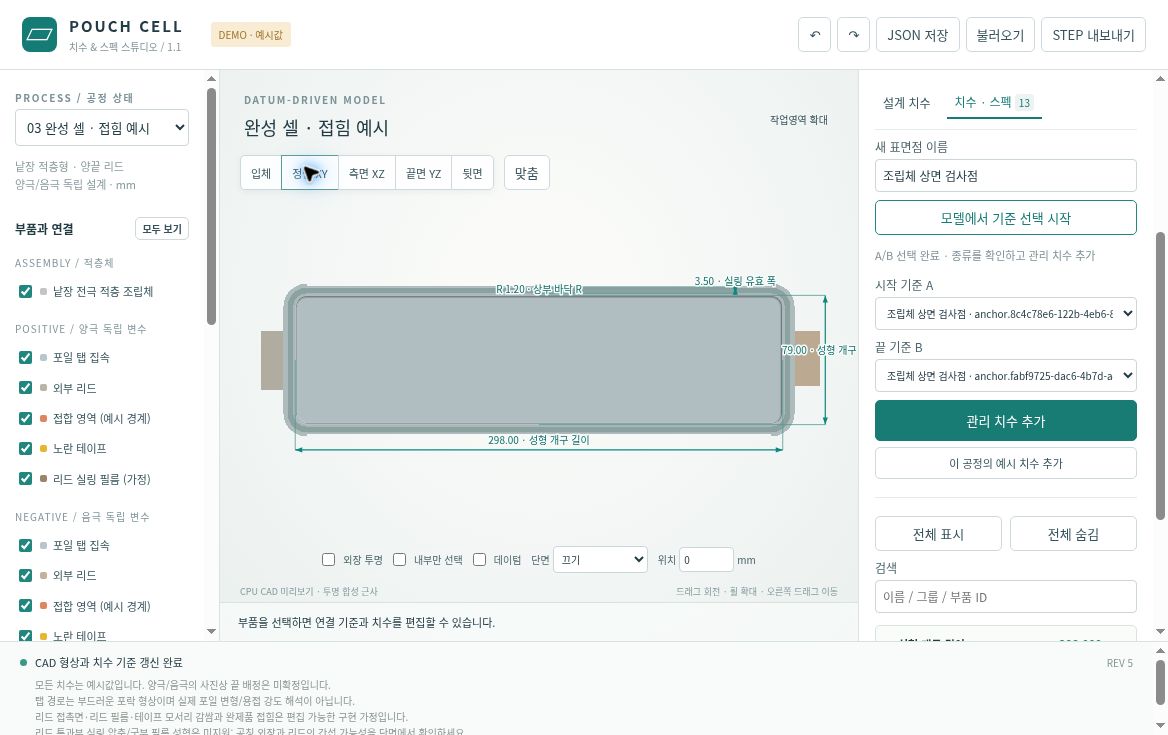 POUCH CELL
치수 & 스펙 스튜디오 / 1.1
DEMO · 예시값
↶
↷
JSON 저장
불러오기
STEP 내보내기
PROCESS / 공정 상태
03 완성 셀 · 접힘 예시
낱장 적층형 · 양끝 리드
양극/음극 독립 설계 · mm
부품과 연결
모두 보기
ASSEMBLY / 적층체
낱장 전극 적층 조립체
POSITIVE / 양극 독립 변수
포일 탭 집속
외부 리드
접합 영역 (예시 경계)
노란 테이프
리드 실링 필름 (가정)
NEGATIVE / 음극 독립 변수
포일 탭 집속
외부 리드
접합 영역 (예시 경계)
노란 테이프
DATUM-DRIVEN MODEL
완성 셀 · 접힘 예시
작업영역 확대
입체
XY
측면 XZ
끝면 YZ
뒷면
맞춤
R 1.20 · 상부 바닥 R
3.50 · 실링 유효 폭
79.00 · 성형 개구
298.00 · 성형 개구 길이
외장 투명
내부만 선택
데이텀
단면
끄기
위치
0
mm
CPU CAD 미리보기 · 투명 합성 근사
드래그 회전 · 휠 확대 · 오른쪽 드래그 이동
부품을 선택하면 연결 기준과 치수를 편집할 수 있습니다.
설계 치수
치수 · 스펙 13
새 표면점 이름
조립체 상면 검사점
모델에서 기준 선택 시작
A/B 선택 완료 · 종류를 확인하고 관리 치수 추가
시작 기준 A
조립체 상면 검사점 · anchor.8c4c78e6-122b-4eb6-8
끝 기준 B
조립체 상면 검사점 · anchor.fabf9725-dac6-4b7d-a
관리 치수 추가
이 공정의 예시 치수 추가
전체 표시
전체 숨김
검색
이름 / 그룹 / 부품 ID
CAD 형상과 치수 기준 갱신 완료
REV 5
모든 치수는 예시값입니다. 양극/음극의 사진상 끝 배정은 미확정입니다.
탭 경로는 부드러운 포락 형상이며 실제 포일 변형/용접 강도 해석이 아닙니다.
리드 접촉면·리드 필름·테이프 모서리 감쌈과 완제품 접힘은 편집 가능한 구현 가정입니다.